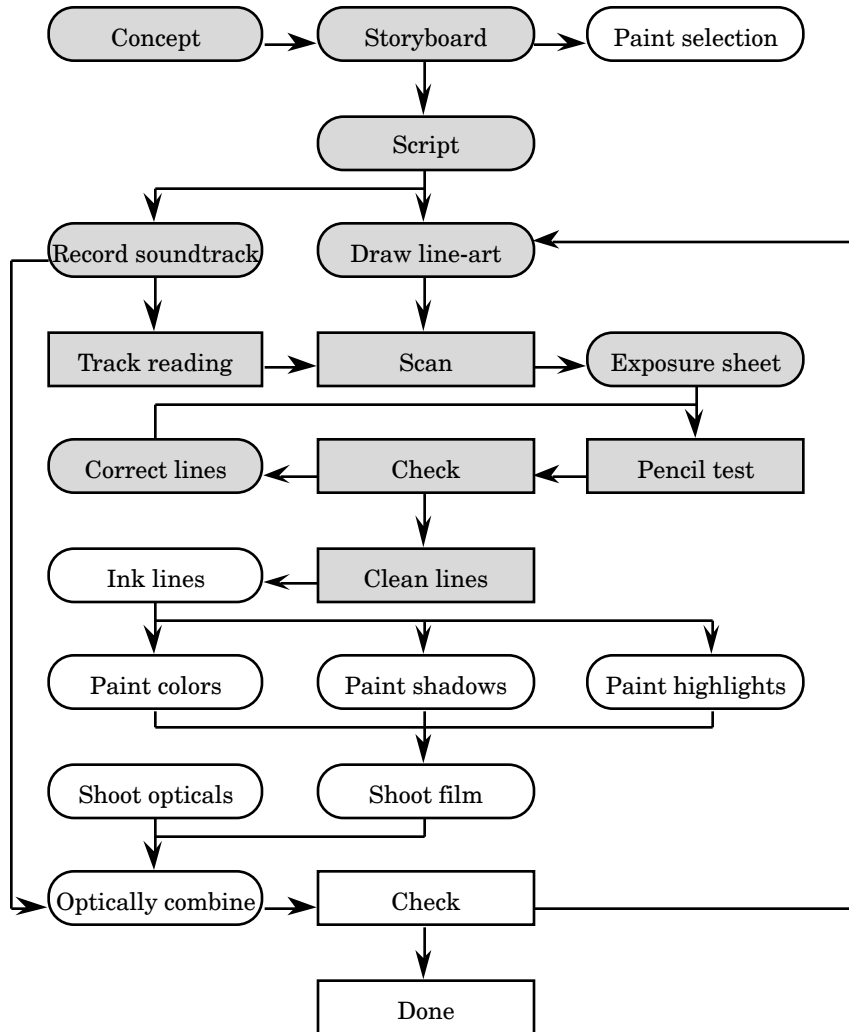 Concept
Storyboard
Paint selection
Script
Record soundtrack
Draw line-art
Track reading
Scan
Exposure sheet
Correct lines
Check
Pencil test
Ink lines
Clean lines
Paint colors
Paint shadows
Paint highlights
Shoot opticals
Shoot film
Optically combine
Check
Done